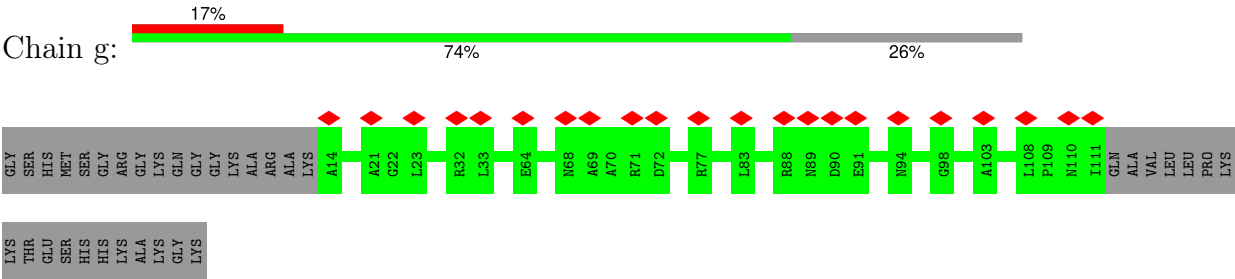 17%
Chain g:
74%
26%
GLY SER HIS MET SER GLY ARG GLY LYS GLN GLY GLY LYS ALA ARG ALA LYS A14 A21 G22 L23 R32 L33 E64 N68 A69 A70 R71 D72 R77 L83 R88 N89 D90 E91 N94 G98 A103 L108 P109 N110 I111 GLN ALA VAL LEU LEU PRO LYS
LYS THR GLU SER HIS HIS LYS ALA LYS GLY LYS